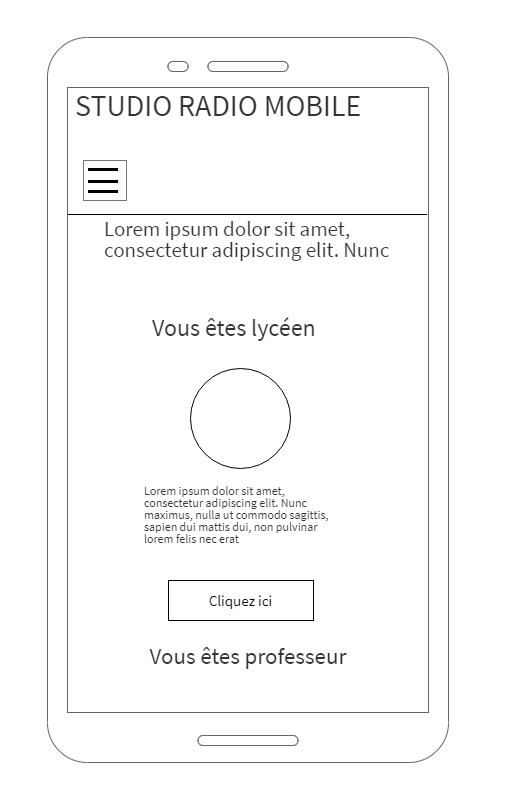 STUDIO RADIO MOBILE
Lorem ipsum dolor sit amet,
consectetur adipiscing elit. Nunc
Vous êtes lycéen
Lorem ipsum dolor sit amet,
consectetur adipiscing elit. Nunc
maximus, nulla ut commodo sagittis,
sapien dui mattis dui, non pulvinar
lorem felis nec erat
Cliquez ici
Vous êtes professeur